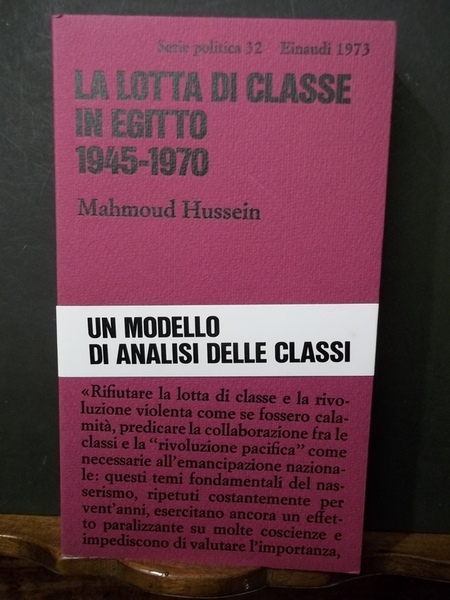 Serie politica 32 Einaudi 1973
LA LOTTA DI CLASSE
IN EGITTO
1945-1970
Mahmoud Hussein
UN MODELLO
DI ANALISI DELLE CLASSI
«Rifiutare la lotta di classe e la rivo-
luzione violenta come se fossero cala-
mità, predicare la collaborazione fra le
classi e la "rivoluzione pacifica" come
necessarie all'emancipazione naziona-
le: questi temi fondamentali del nas-
serismo, ripetuti costantemente per
vent'anni, esercitano ancora un effet-
to paralizzante su molte coscienze e
impediscono di valutare l'importanza,